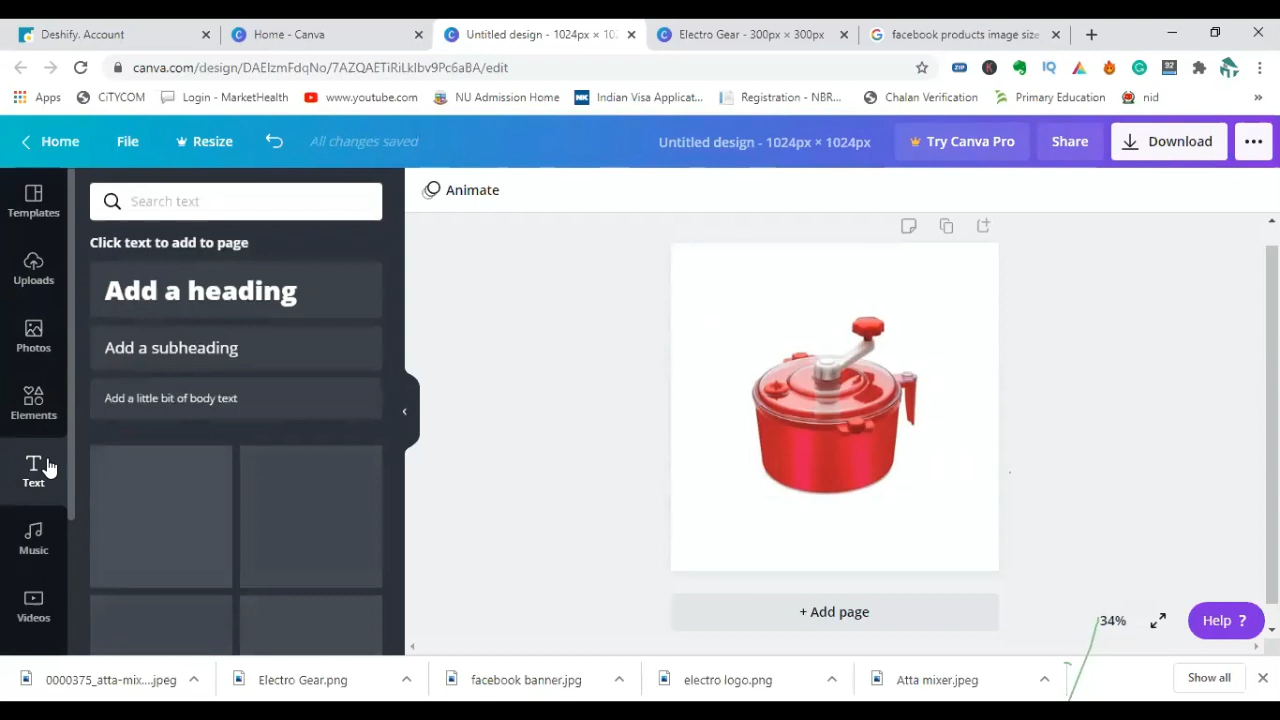 Deshify. Account
Home - Canva
Untitled design - 1024px × 102
Electro Gear - 300px × 300px
facebook products image size
canva.com/design/DAEIzmFdqNo/7AZQAETiRiLkIbv9Pc6aBA/edit
ZIP
K
IQ
92
Apps
CiTYCOM
Login - MarketHealth
www.youtube.com
NU Admission Home
NK
Indian Visa Applicat...
Registration - NBR...
Chalan Verification
Primary Education
nid
Home
File
Resize
All changes saved
Untitled design - 1024px × 1024px
Try Canva Pro
Share
Download
Templates
Search text
Animate
Click text to add to page
Uploads
Add a heading
Photos
Add a subheading
Elements
Add a little bit of body text
Text
Music
Videos
+ Add page
34%
Help ?
0000375_atta-mix....jpeg
Electro Gear.png
facebook banner.jpg
electro logo.png
Atta mixer.jpeg
Show all